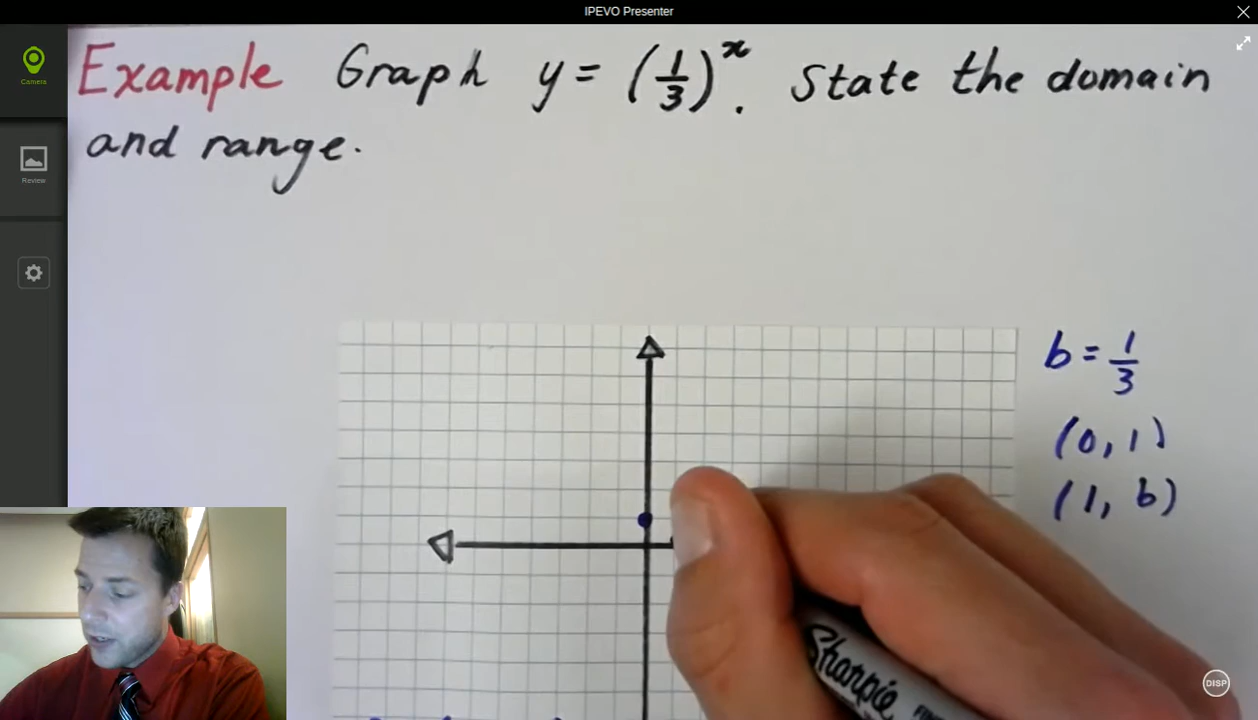 IPEVO Presenter
Camera
Review
Example Graph y = (1/3)^x. State the domain
and range.
b = 1/3
(0, 1)
(1, b)
Sharpie
DISP